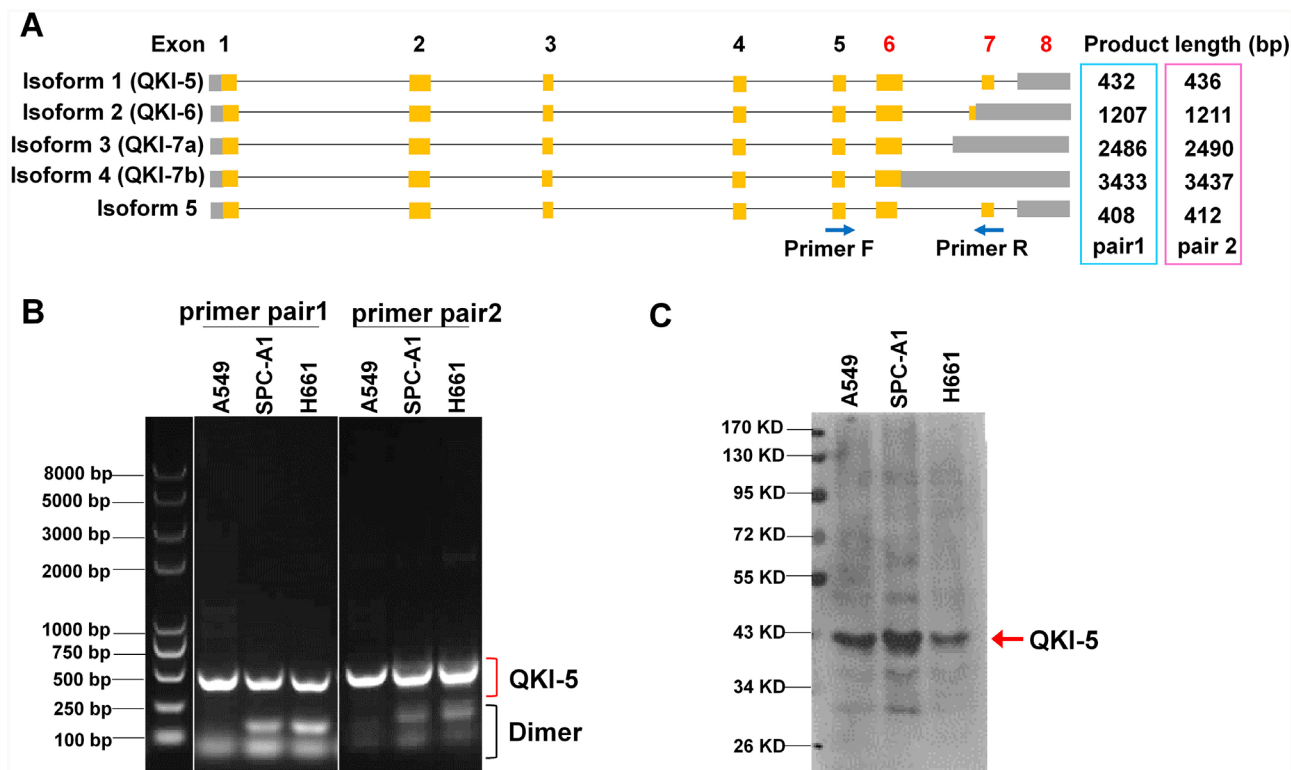 A
Exon 1 2 3 4 5 6 7 8 Product length (bp)
Isoform 1 (QKI-5) 432 436
Isoform 2 (QKI-6) 1207 1211
Isoform 3 (QKI-7a) 2486 2490
Isoform 4 (QKI-7b) 3433 3437
Isoform 5 408 412
Primer F Primer R pair1 pair 2
B
primer pair1 primer pair2
A549 SPC-A1 H661 A549 SPC-A1 H661
8000 bp
5000 bp
3000 bp
2000 bp
1000 bp
750 bp
500 bp
250 bp
100 bp
QKI-5
Dimer
C
A549 SPC-A1 H661
170 KD
130 KD
95 KD
72 KD
55 KD
43 KD
34 KD
26 KD
QKI-5